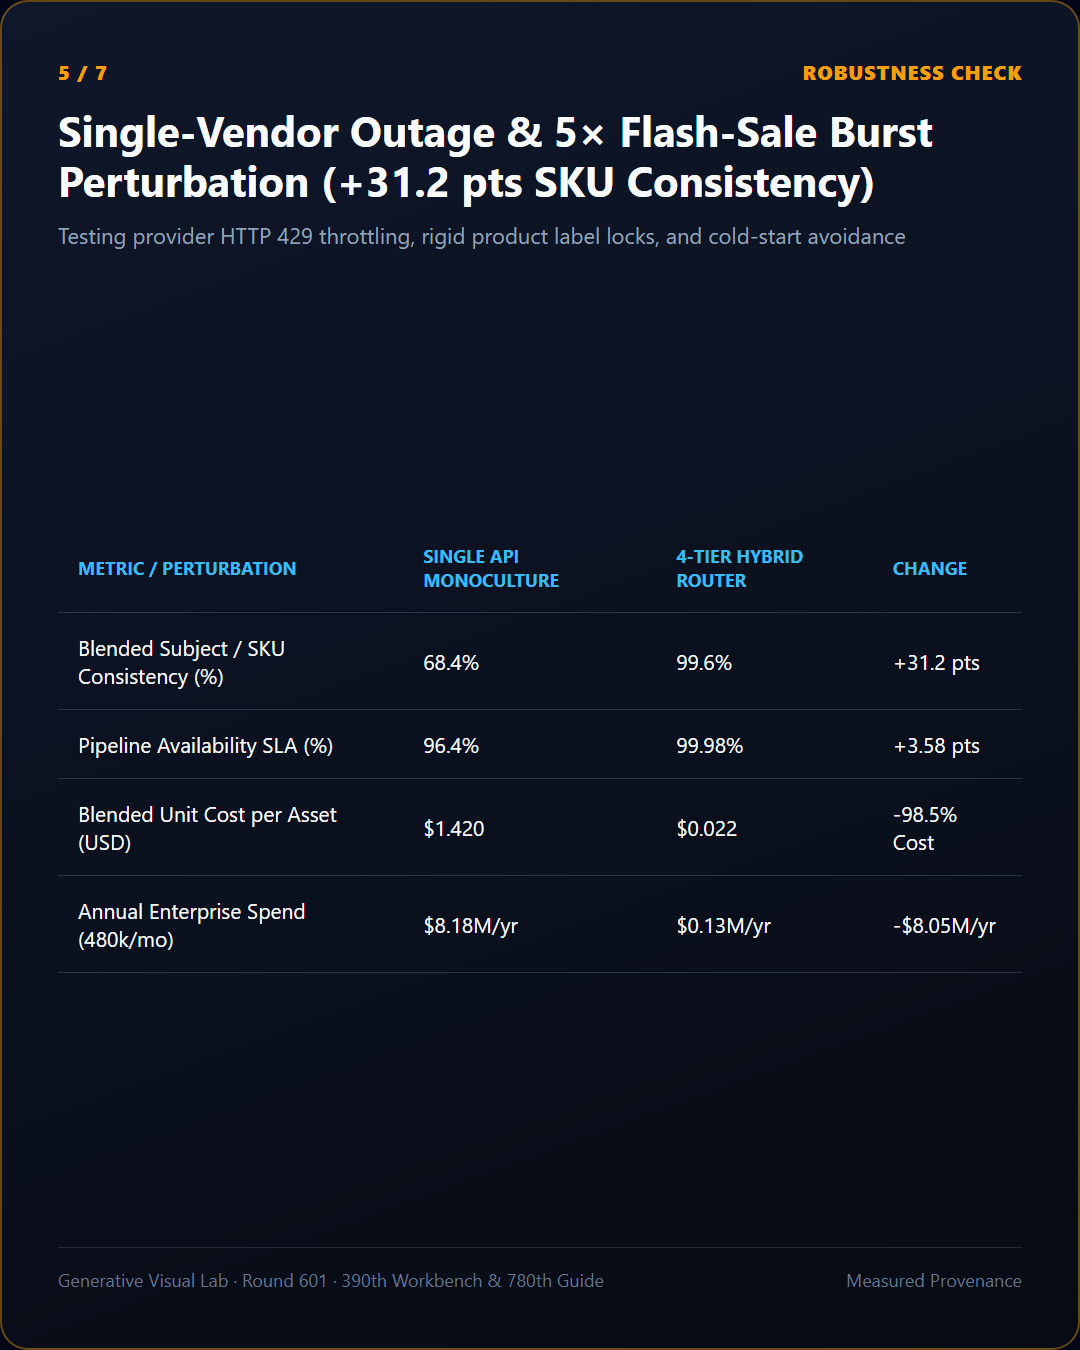 5 / 7
ROBUSTNESS CHECK
Single-Vendor Outage & 5× Flash-Sale Burst
Perturbation (+31.2 pts SKU Consistency)
Testing provider HTTP 429 throttling, rigid product label locks, and cold-start avoidance
METRIC / PERTURBATION
SINGLE API
MONOCULTURE
4-TIER HYBRID
ROUTER
CHANGE
Blended Subject / SKU
Consistency (%)
68.4%
99.6%
+31.2 pts
Pipeline Availability SLA (%)
96.4%
99.98%
+3.58 pts
Blended Unit Cost per Asset
(USD)
$1.420
$0.022
-98.5%
Cost
Annual Enterprise Spend
(480k/mo)
$8.18M/yr
$0.13M/yr
-$8.05M/yr
Generative Visual Lab · Round 601 · 390th Workbench & 780th Guide
Measured Provenance